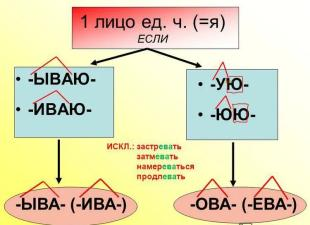 1 лицо ед. ч. (=я)
ЕСЛИ
• -ЫВАЮ-
• -ИВАЮ-
• -УЮ-
• -ЮЮ-
ИСКЛ.: застревать
затмевать
намереваться
продлевать
-ЫВА- (-ИВА-)
-ОВА- (-ЕВА-)